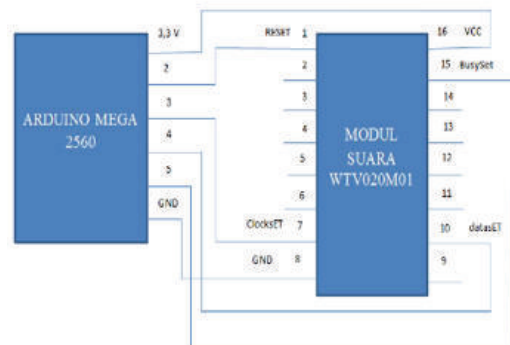 3,3 V
2
3
4
5
GND
ARDUINO MEGA
2560
RESET 1
2
3
4
5
6
ClocksET 7
GND 8
MODUL
SUARA
WTV020M01
16 VCC
15 BusySet
14
13
12
11
10 datasET
9